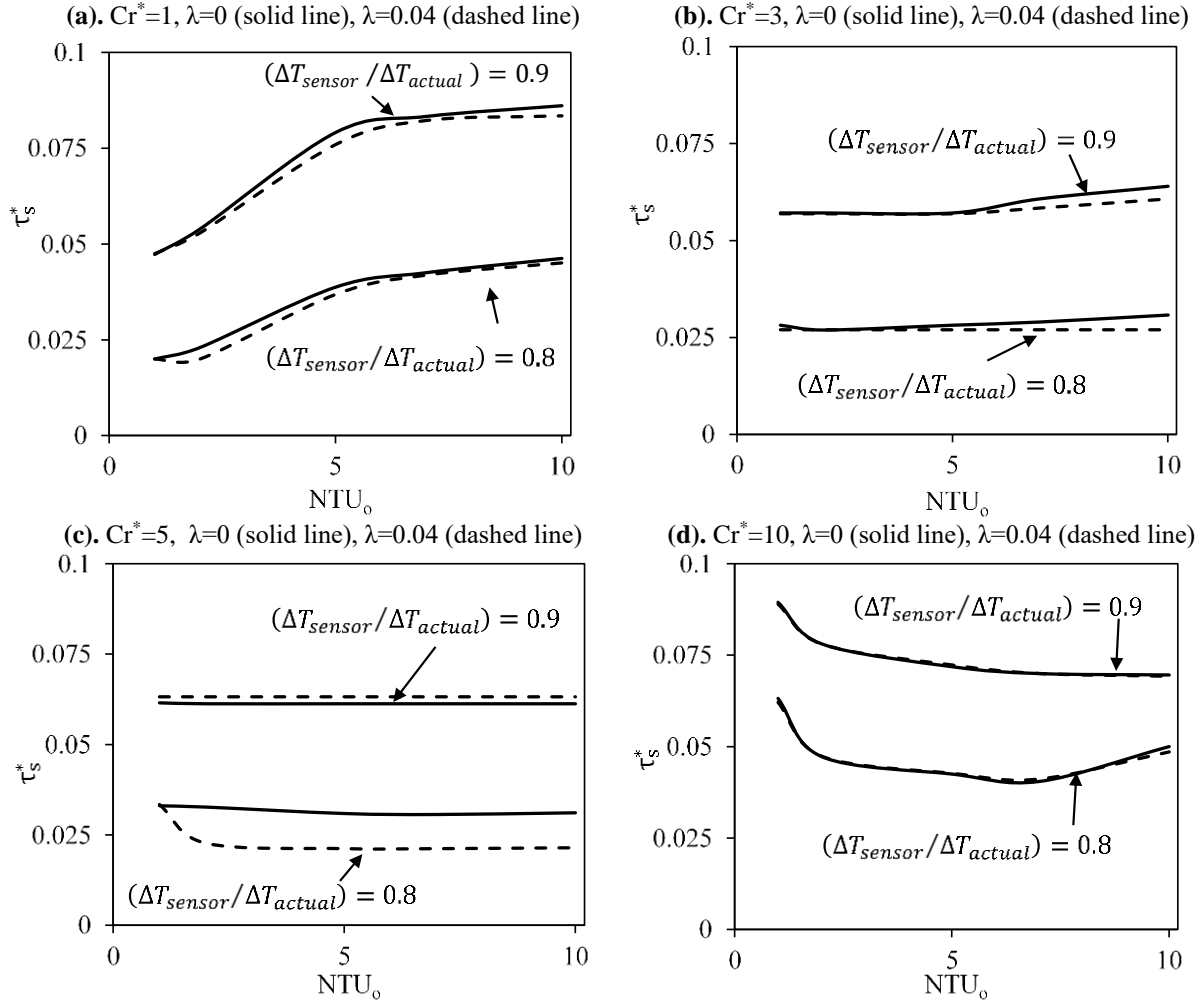 (a). Cr*=1, λ=0 (solid line), λ=0.04 (dashed line)
0.1
0.075
0.05
0.025
0
τ*s
(ΔTsensor /ΔTactual ) = 0.9
(ΔTsensor/ΔTactual) = 0.8
0
5
10
NTUo
(b). Cr*=3, λ=0 (solid line), λ=0.04 (dashed line)
0.1
0.075
0.05
0.025
0
τ*s
(ΔTsensor/ΔTactual) = 0.9
(ΔTsensor/ΔTactual) = 0.8
0
5
10
NTUo
(c). Cr*=5, λ=0 (solid line), λ=0.04 (dashed line)
0.1
0.075
0.05
0.025
0
τ*s
(ΔTsensor/ΔTactual) = 0.9
(ΔTsensor/ΔTactual) = 0.8
0
5
10
NTUo
(d). Cr*=10, λ=0 (solid line), λ=0.04 (dashed line)
0.1
0.075
0.05
0.025
0
τ*s
(ΔTsensor/ΔTactual) = 0.9
(ΔTsensor/ΔTactual) = 0.8
0
5
10
NTUo